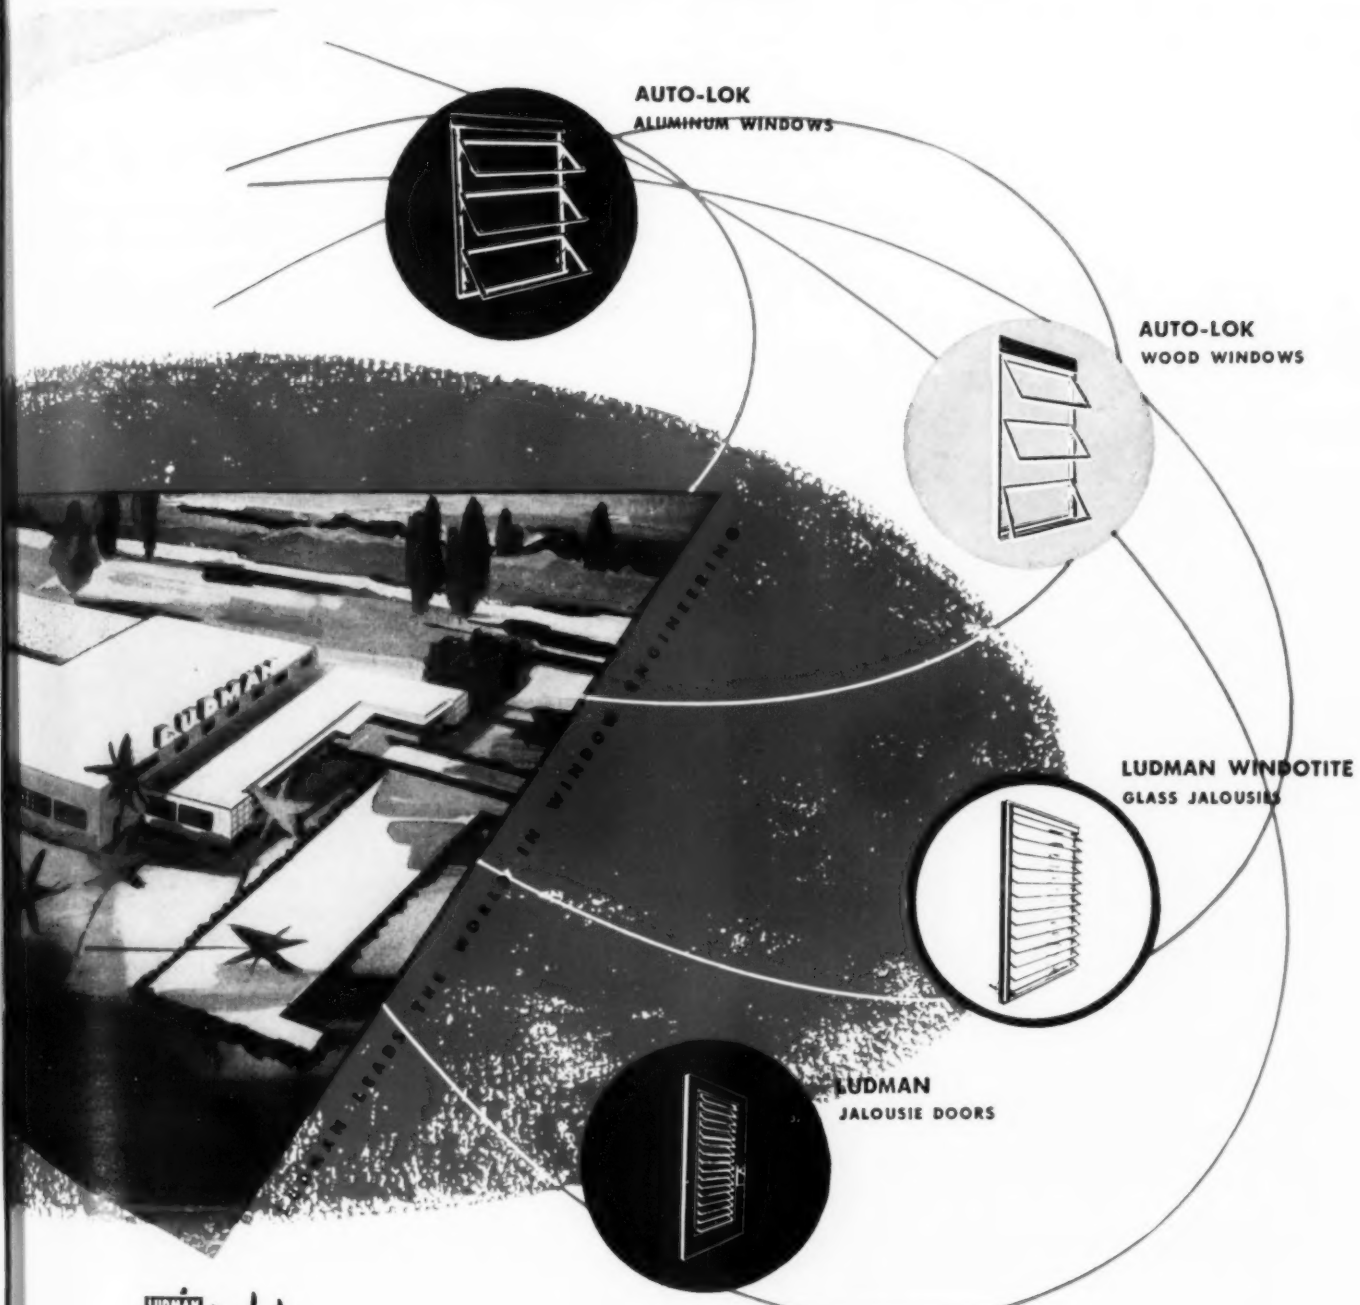 AUTO-LOK
ALUMINUM WINDOWS
AUTO-LOK
WOOD WINDOWS
LUDMAN
LUDMAN WINDOTITE
GLASS JALOUSIES
LUDMAN LEADS THE WORLD IN WINDOW ENGINEERING
LUDMAN
JALOUSIE DOORS
LUDMAN